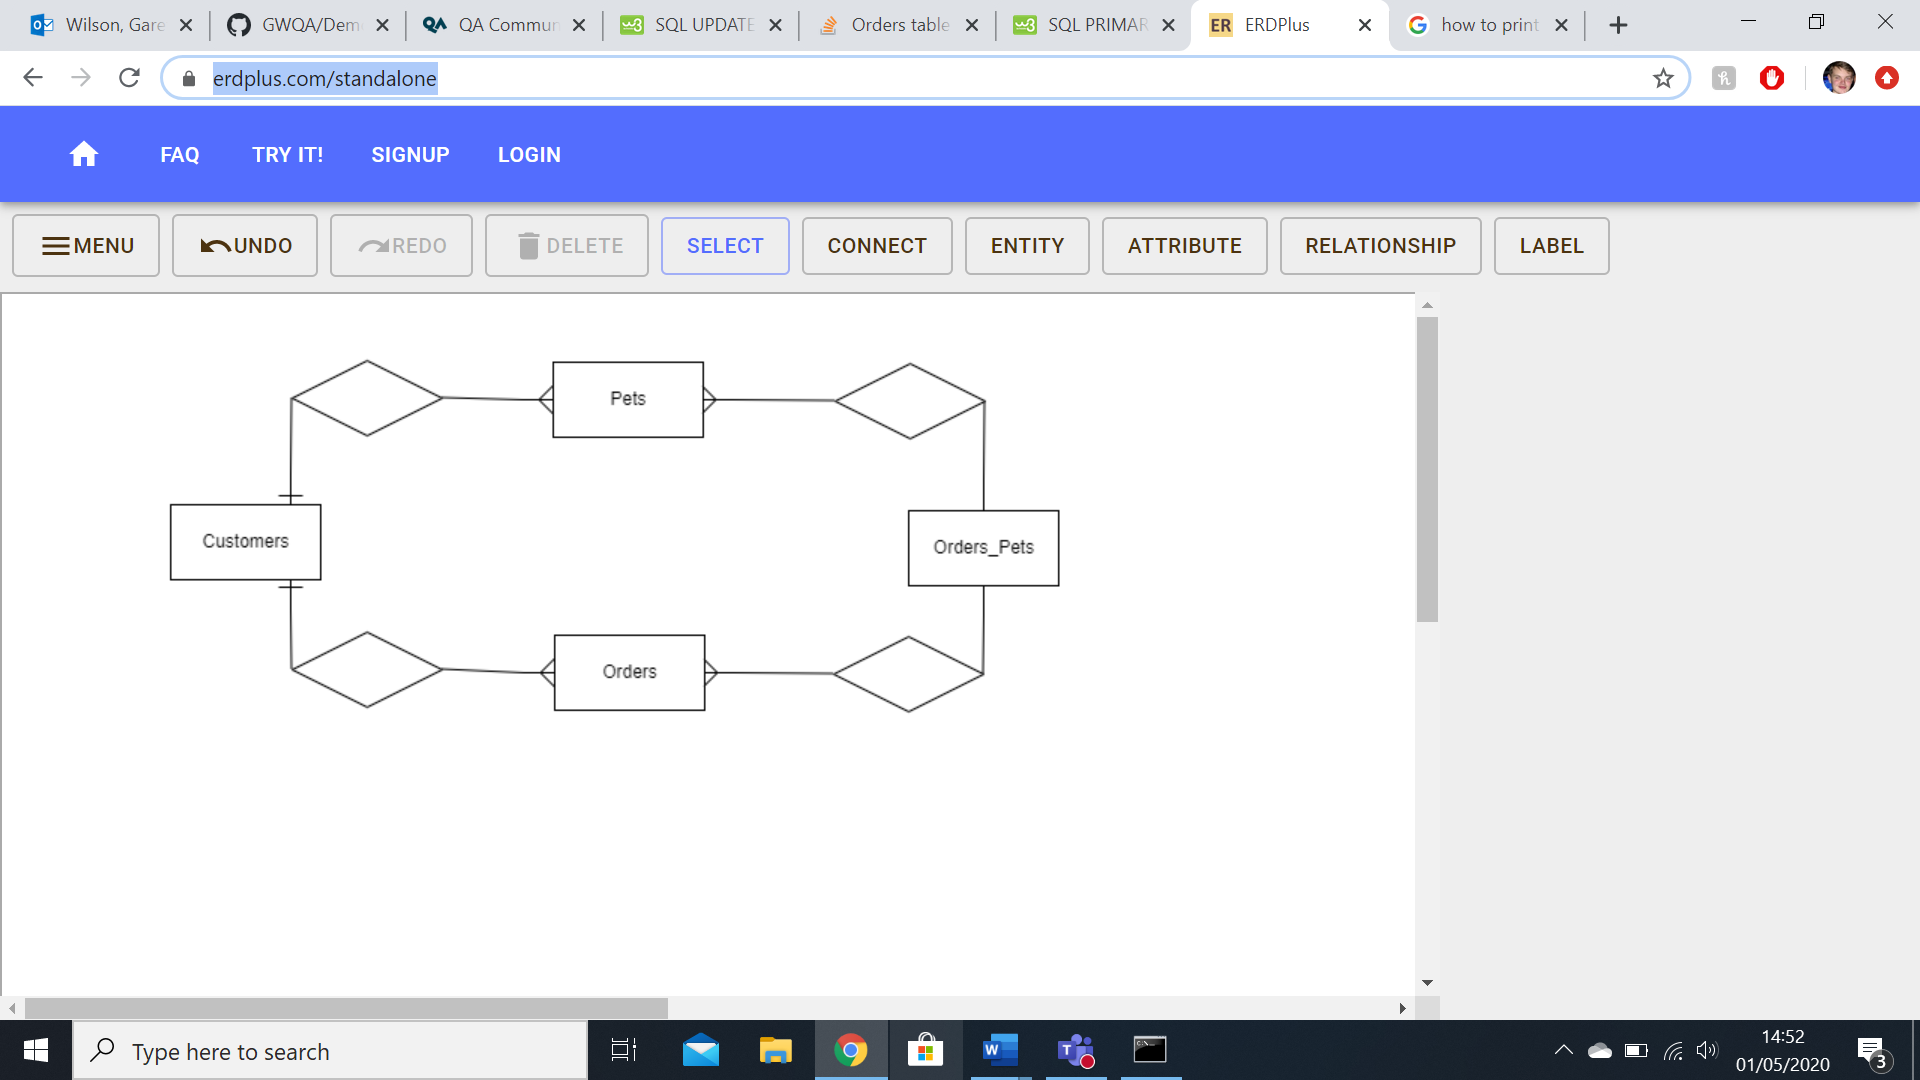 Wilson, Gare
GWQA/Dem
QA Commun
SQL UPDATE
Orders table
SQL PRIMAR
ER ERDPlus
how to print
erdplus.com/standalone
FAQ
TRY IT!
SIGNUP
LOGIN
MENU
UNDO
REDO
DELETE
SELECT
CONNECT
ENTITY
ATTRIBUTE
RELATIONSHIP
LABEL
Pets
Customers
Orders_Pets
Orders
Type here to search
14:52
01/05/2020
3